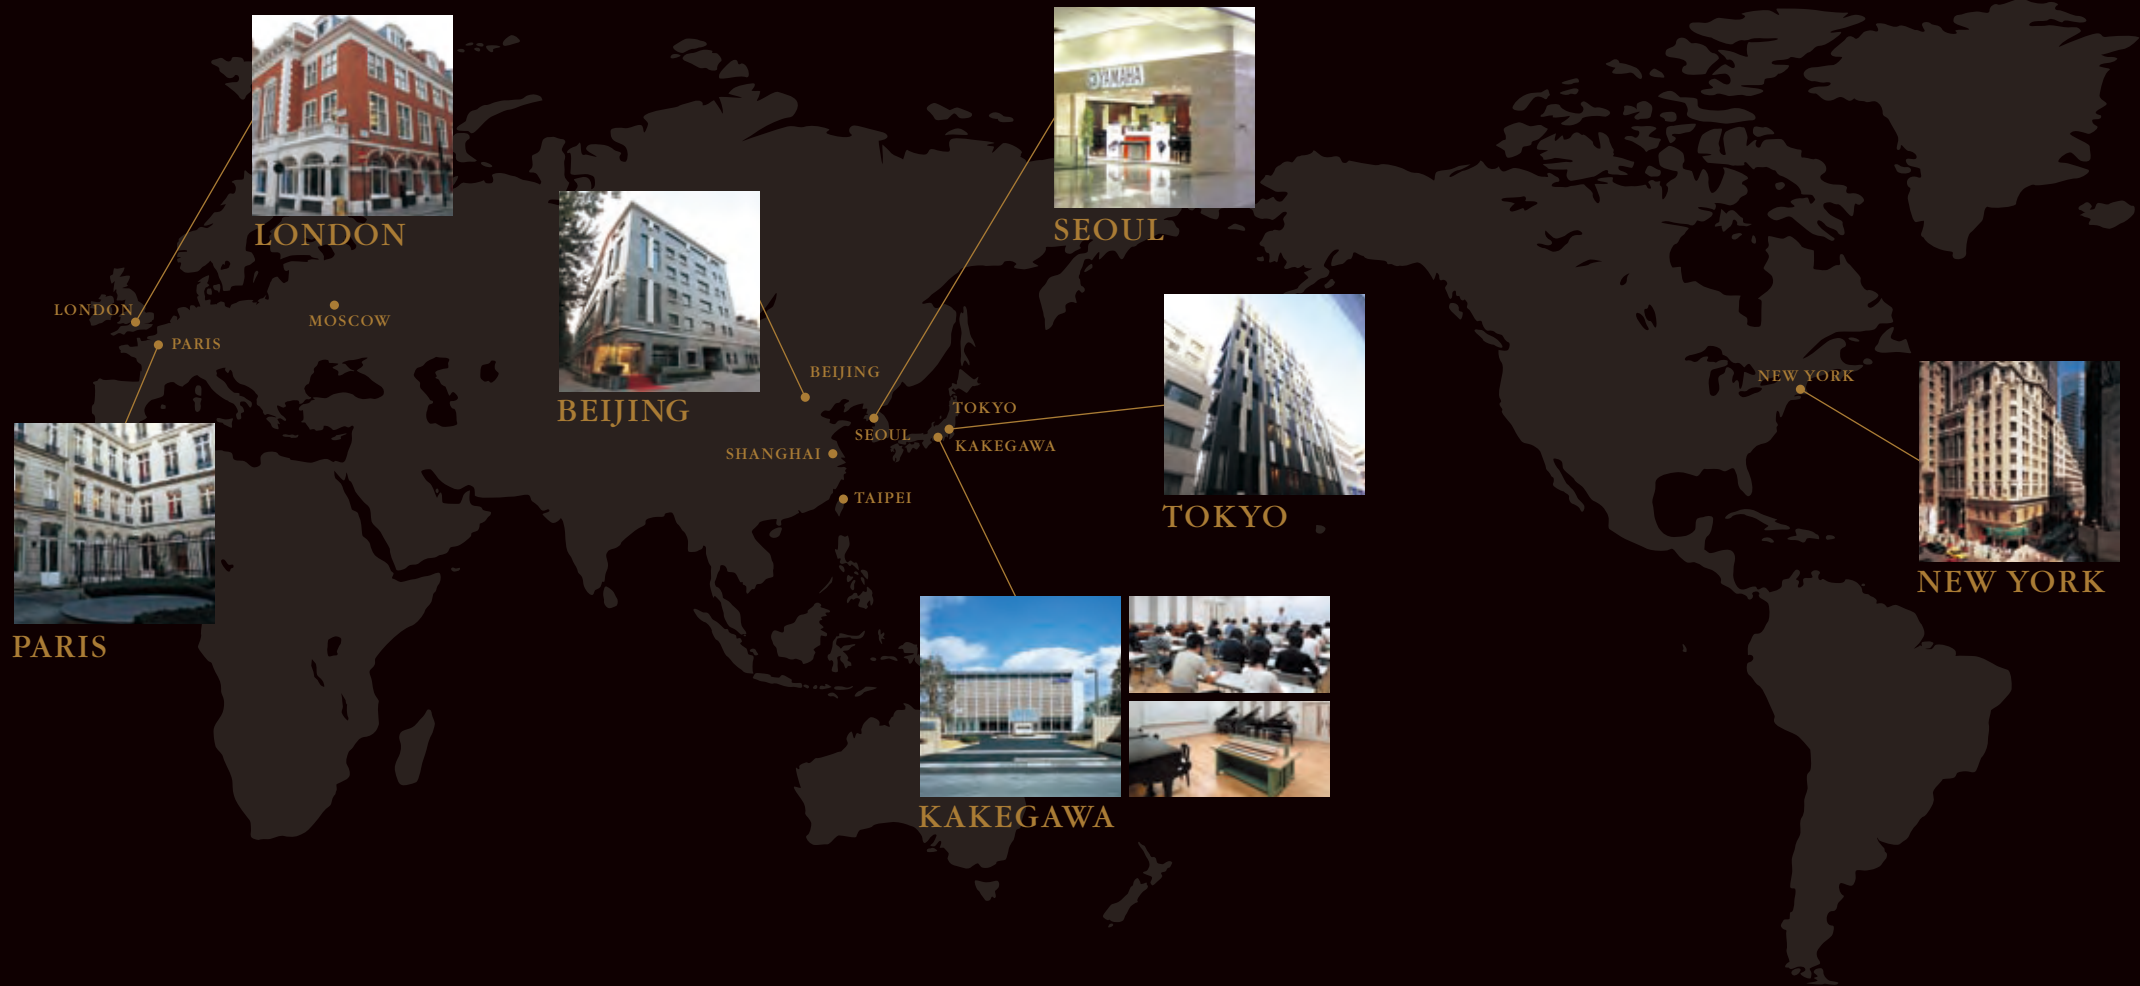 YAMAHA
LONDON
SEOUL
LONDON
MOSCOW
PARIS
BEIJING
BEIJING
TOKYO
SEOUL
KAKEGAWA
SHANGHAI
TAIPEI
TOKYO
NEW YORK
NEW YORK
PARIS
KAKEGAWA